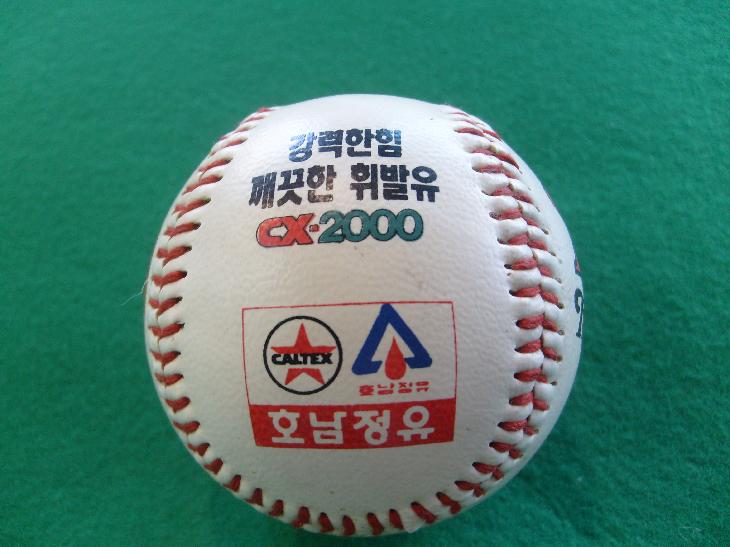 강력한힘
깨끗한 휘발유
CX-2000
CALTEX
호남정유
호남정유